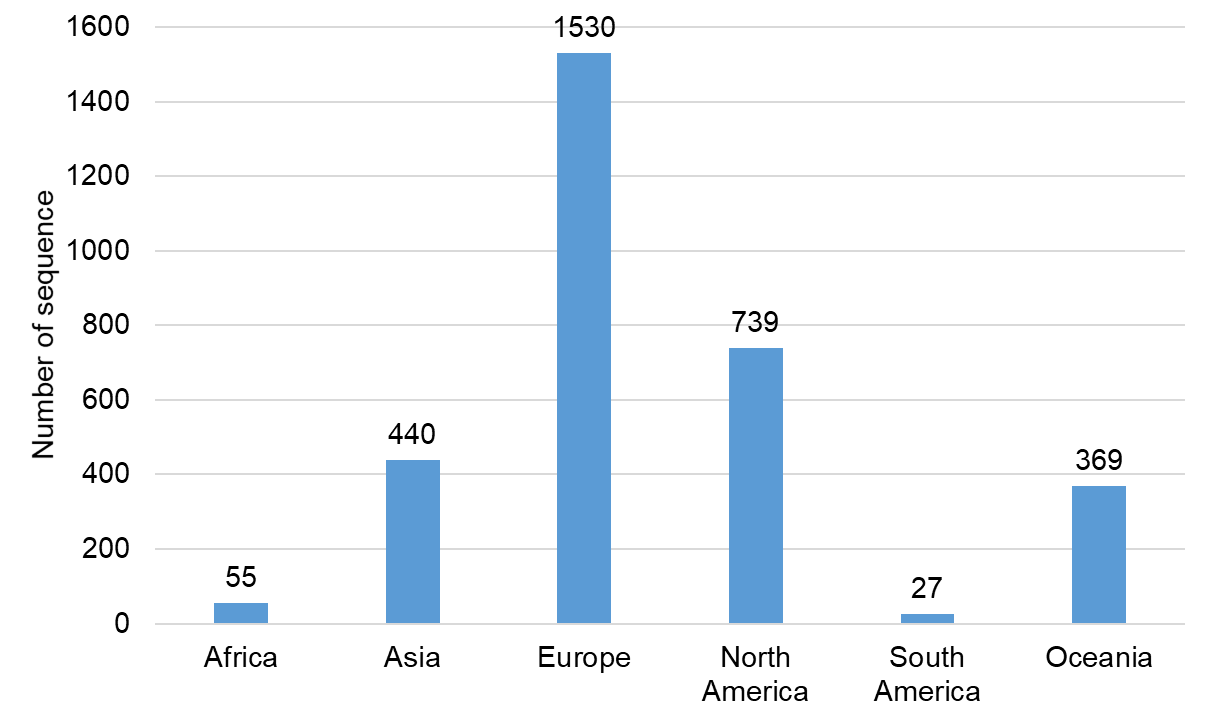 1600
1400
1200
1000
800
600
400
200
0
Number of sequence
55
440
1530
739
27
369
Africa
Asia
Europe
North
America
South
America
Oceania